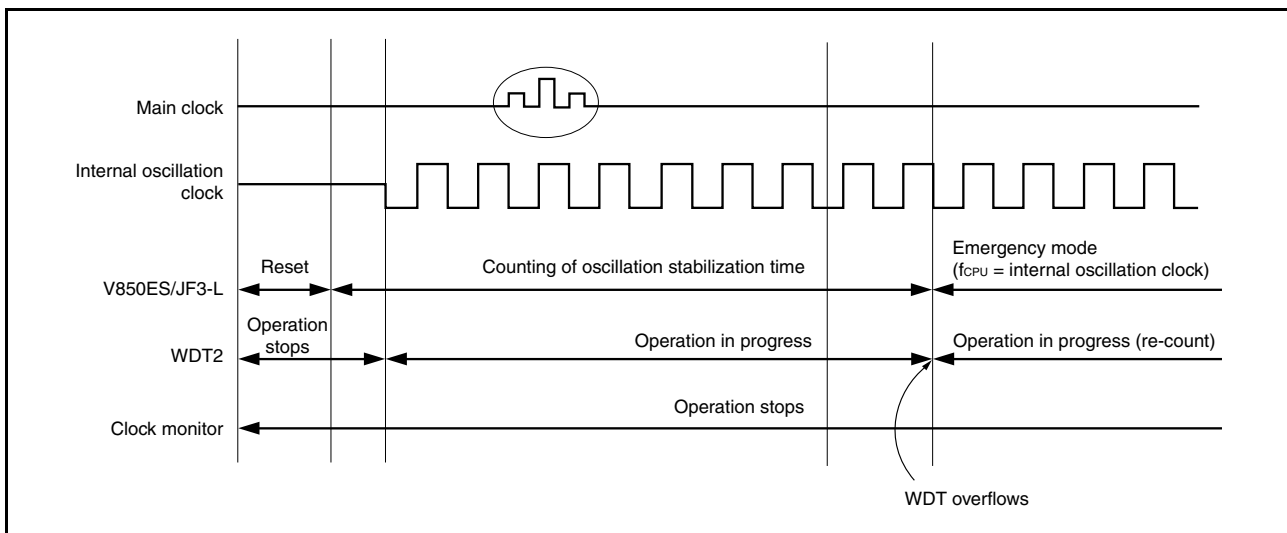 Main clock
Internal oscillation
clock
Emergency mode
(fCPU = internal oscillation clock)
Reset
Counting of oscillation stabilization time
V850ES/JF3-L
Operation
stops
WDT2
Operation in progress
Operation in progress (re-count)
Operation stops
Clock monitor
WDT overflows